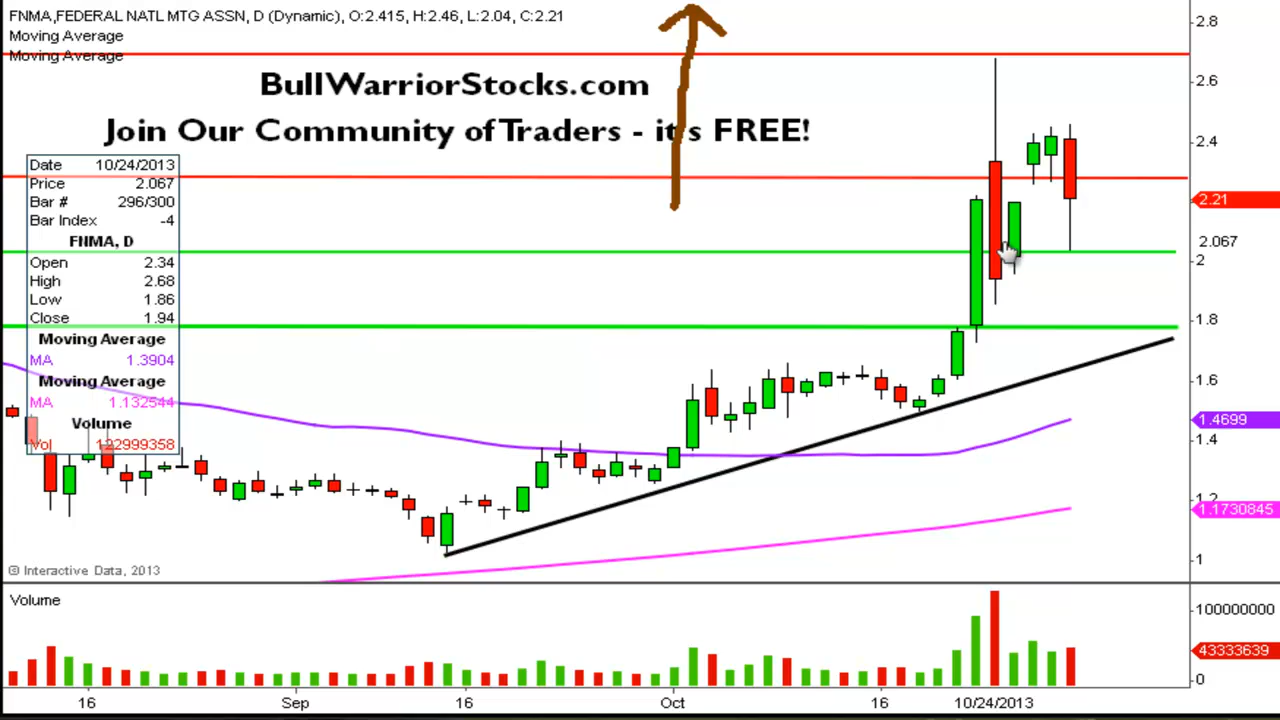 FNMA,FEDERAL NATL MTG ASSN, D (Dynamic), O:2.415, H:2.46, L:2.04, C:2.21
Moving Average
Moving Average
BullWarriorStocks.com
Join Our Community of Traders - it's FREE!
Date 10/24/2013
Price 2.067
Bar # 296/300
Bar Index -4
FNMA, D
Open 2.34
High 2.68
Low 1.86
Close 1.94
Moving Average
MA 1.3904
Moving Average
MA 1.132544
Volume
Vol 122999358
2.8
2.6
2.4
2.21
2.067
2
1.8
1.6
1.4699
1.4
1.2
1.1730845
1
© Interactive Data, 2013
Volume
100000000
43333639
0
16 Sep 16 Oct 16 10/24/2013